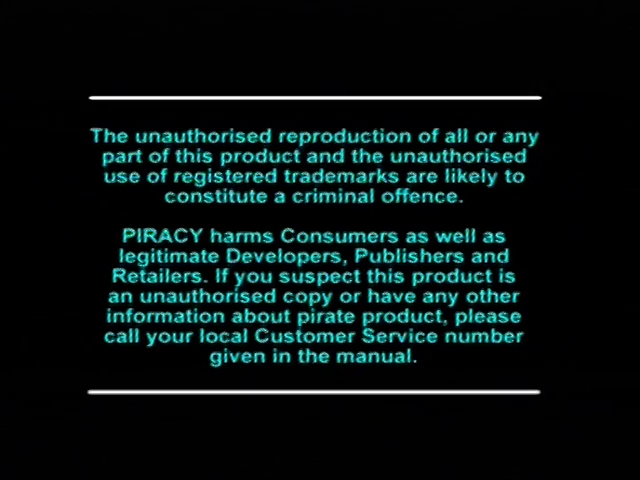 The unauthorised reproduction of all or any
part of this product and the unauthorised
use of registered trademarks are likely to
constitute a criminal offence.
PIRACY harms Consumers as well as
legitimate Developers, Publishers and
Retailers. If you suspect this product is
an unauthorised copy or have any other
information about pirate product, please
call your local Customer Service number
given in the manual.